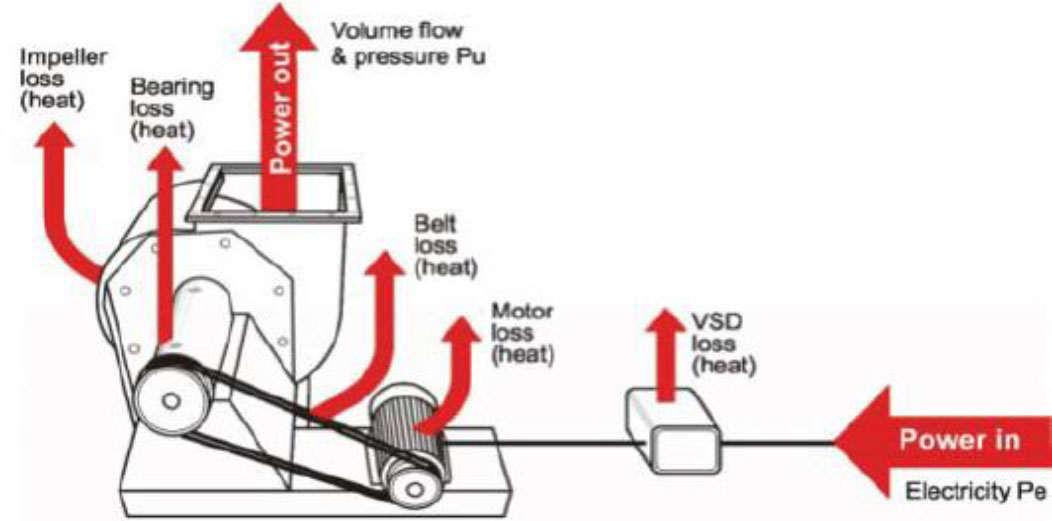 Impeller
loss
(heat)
Bearing
loss
(heat)
Power out
Volume flow
& pressure Pu
Belt
loss
(heat)
Motor
loss
(heat)
VSD
loss
(heat)
Power in
Electricity Pe